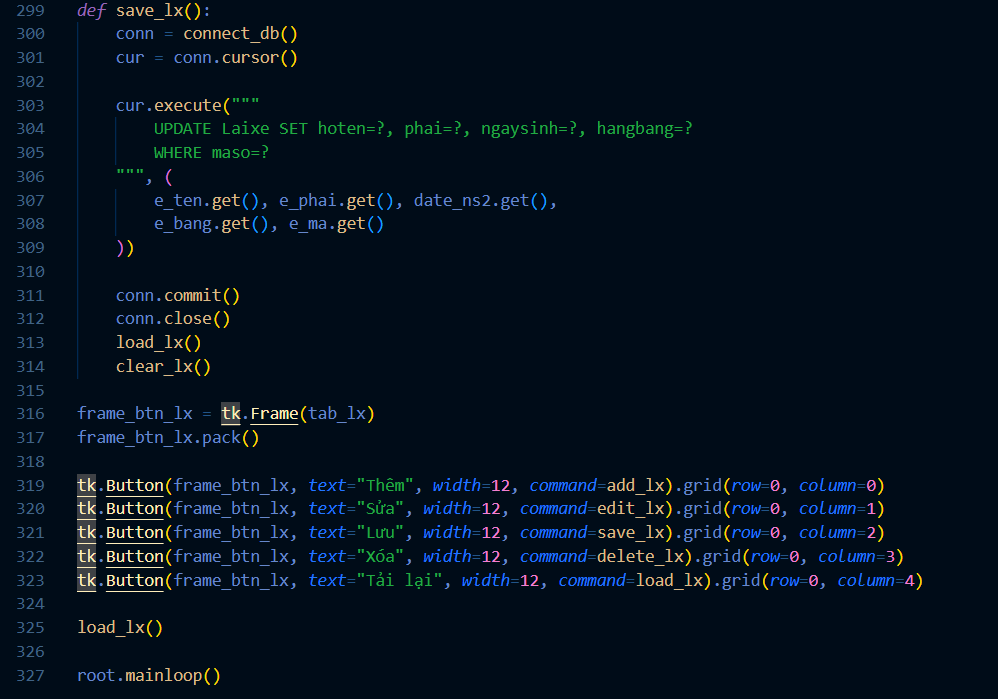 299 def save_lx():
300     conn = connect_db()
301     cur = conn.cursor()
302
303     cur.execute("""
304         UPDATE Laixe SET hoten=?, phai=?, ngaysinh=?, hangbang=?
305         WHERE maso=?
306     """, (
307         e_ten.get(), e_phai.get(), date_ns2.get(),
308         e_bang.get(), e_ma.get()
309     ))
310
311     conn.commit()
312     conn.close()
313     load_lx()
314     clear_lx()
315
316 frame_btn_lx = tk.Frame(tab_lx)
317 frame_btn_lx.pack()
318
319 tk.Button(frame_btn_lx, text="Thêm", width=12, command=add_lx).grid(row=0, column=0)
320 tk.Button(frame_btn_lx, text="Sửa", width=12, command=edit_lx).grid(row=0, column=1)
321 tk.Button(frame_btn_lx, text="Lưu", width=12, command=save_lx).grid(row=0, column=2)
322 tk.Button(frame_btn_lx, text="Xóa", width=12, command=delete_lx).grid(row=0, column=3)
323 tk.Button(frame_btn_lx, text="Tải lại", width=12, command=load_lx).grid(row=0, column=4)
324
325 load_lx()
326
327 root.mainloop()